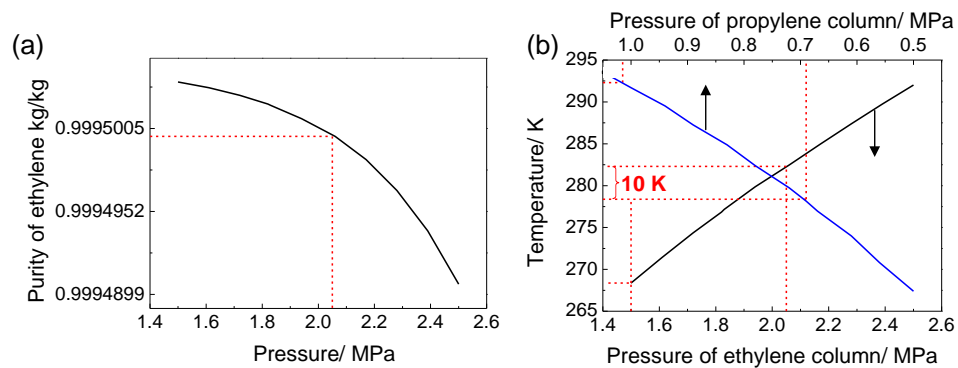 (a)
Purity of ethylene kg/kg
0.9995005
0.9994952
0.9994899
1.4 1.6 1.8 2.0 2.2 2.4 2.6
Pressure/ MPa
(b)
Pressure of propylene column/ MPa
1.0 0.9 0.8 0.7 0.6 0.5
Temperature/ K
295
290
285
280
275
270
265
10 K
1.4 1.6 1.8 2.0 2.2 2.4 2.6
Pressure of ethylene column/ MPa